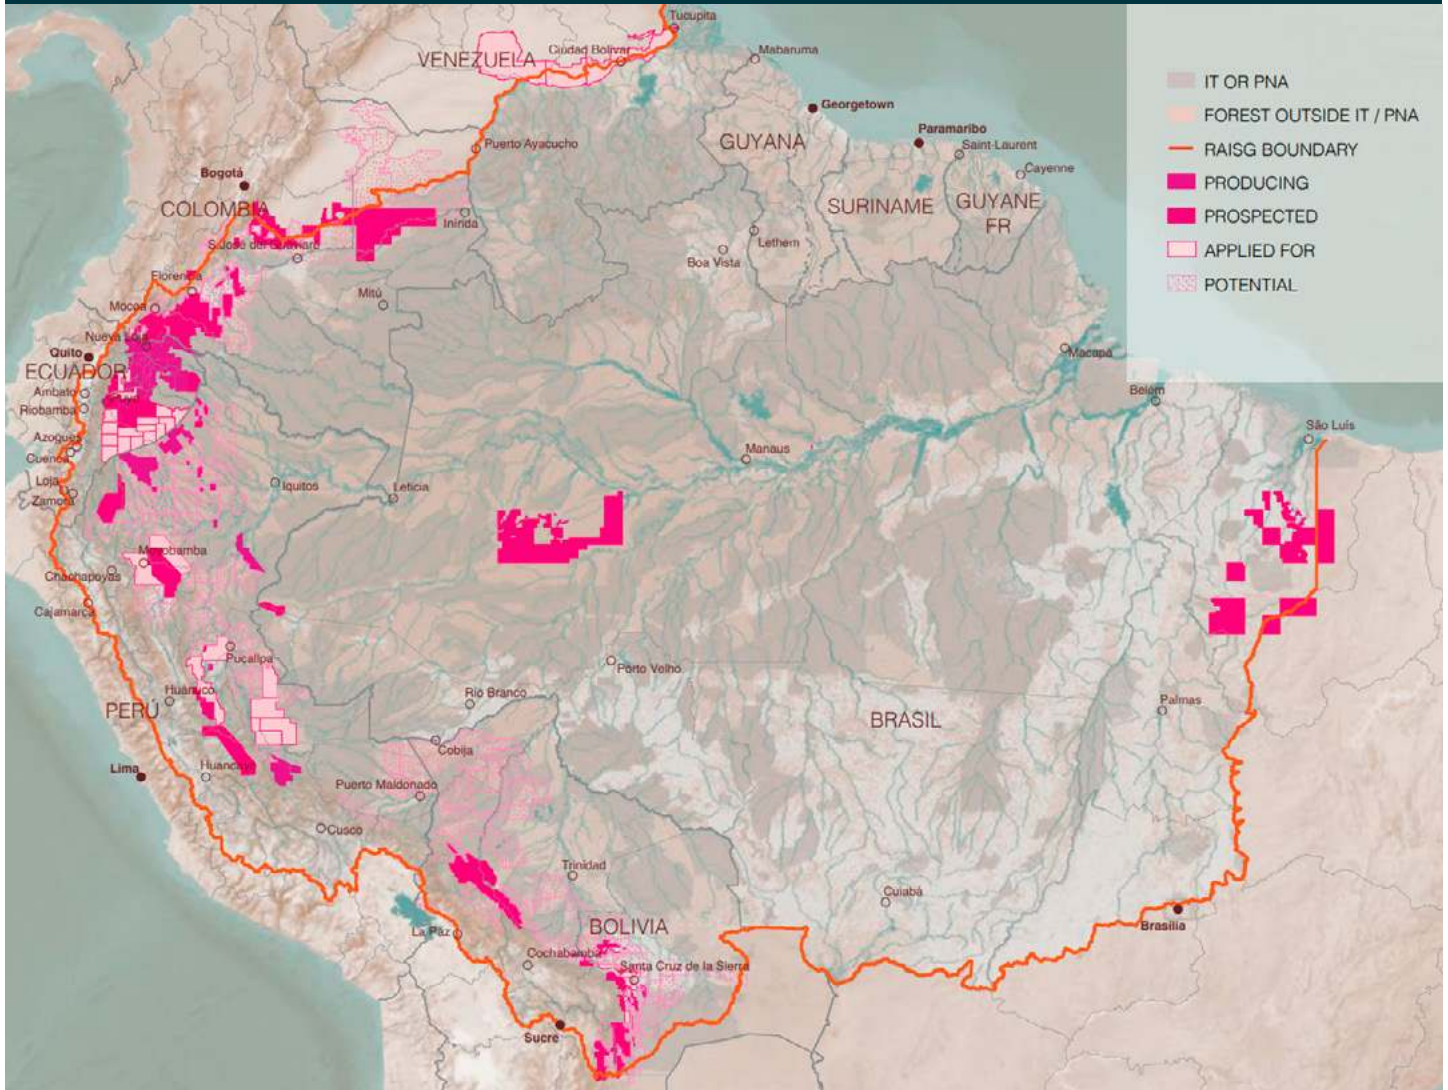 Tucupita
VENEZUELA
Ciudad Bolivar
Mabaruma
Georgetown
Paramaribo
GUYANA
Puerto Ayacucho
Saint-Laurent
Cayenne
Bogotá
COLOMBIA
SURINAME
GUYANE
FR
Inirida
S.José del Guaviare
Lethem
Boa Vista
Florencia
Mitú
Mocoa
Nueva Loja
Quito
ECUADOR
Macapá
Ambato
Riobamba
Belém
Azogues
Cuenca
Manaus
São Luís
Loja
Zamora
Iquitos
Leticia
Moyobamba
Chachapoyas
Cajamarca
Pucallpa
Porto Velho
Huánuco
PERÚ
Rio Branco
BRASIL
Palmas
Cobija
Lima
Huancayo
Puerto Maldonado
Cusco
Trinidad
Cuiabá
La Paz
BOLIVIA
Brasilia
Cochabamba
Santa Cruz de la Sierra
Sucre
IT OR PNA
FOREST OUTSIDE IT / PNA
RAISG BOUNDARY
PRODUCING
PROSPECTED
APPLIED FOR
POTENTIAL